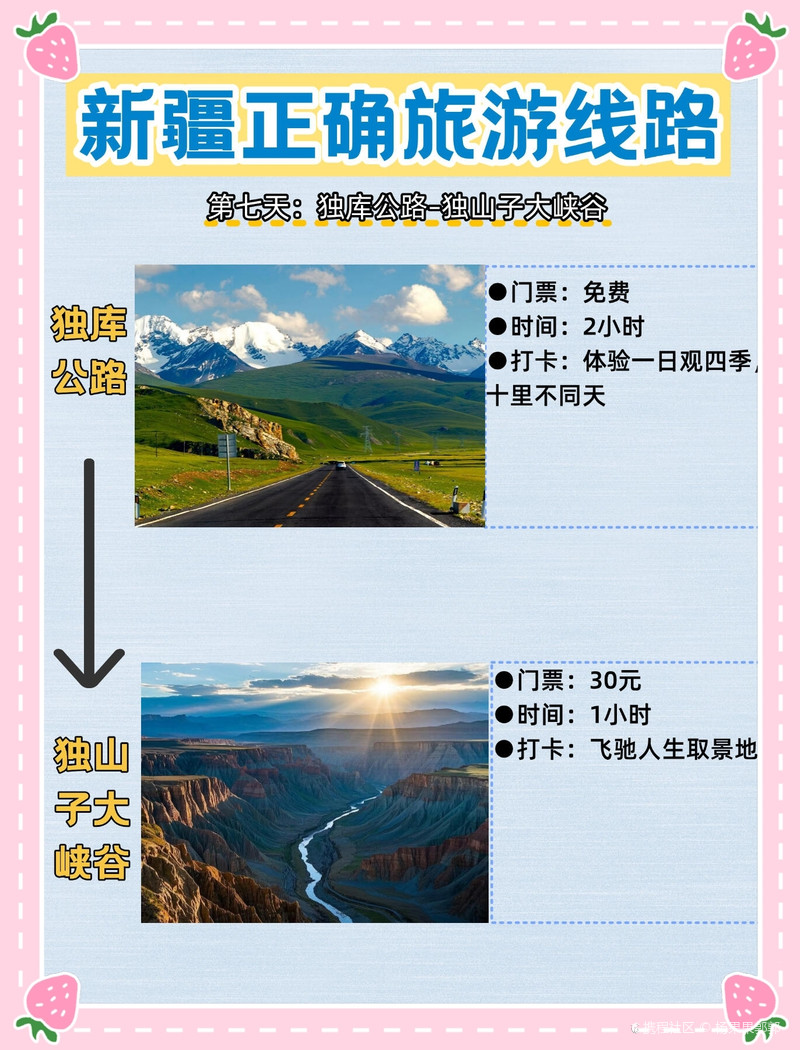 新疆正确旅游线路
第七天：独库公路-独山子大峡谷
独库
公路
●门票：免费
●时间：2小时
●打卡：体验一日观四季，
十里不同天
独山
子大
峡谷
●门票：30元
●时间：1小时
●打卡：飞驰人生取景地